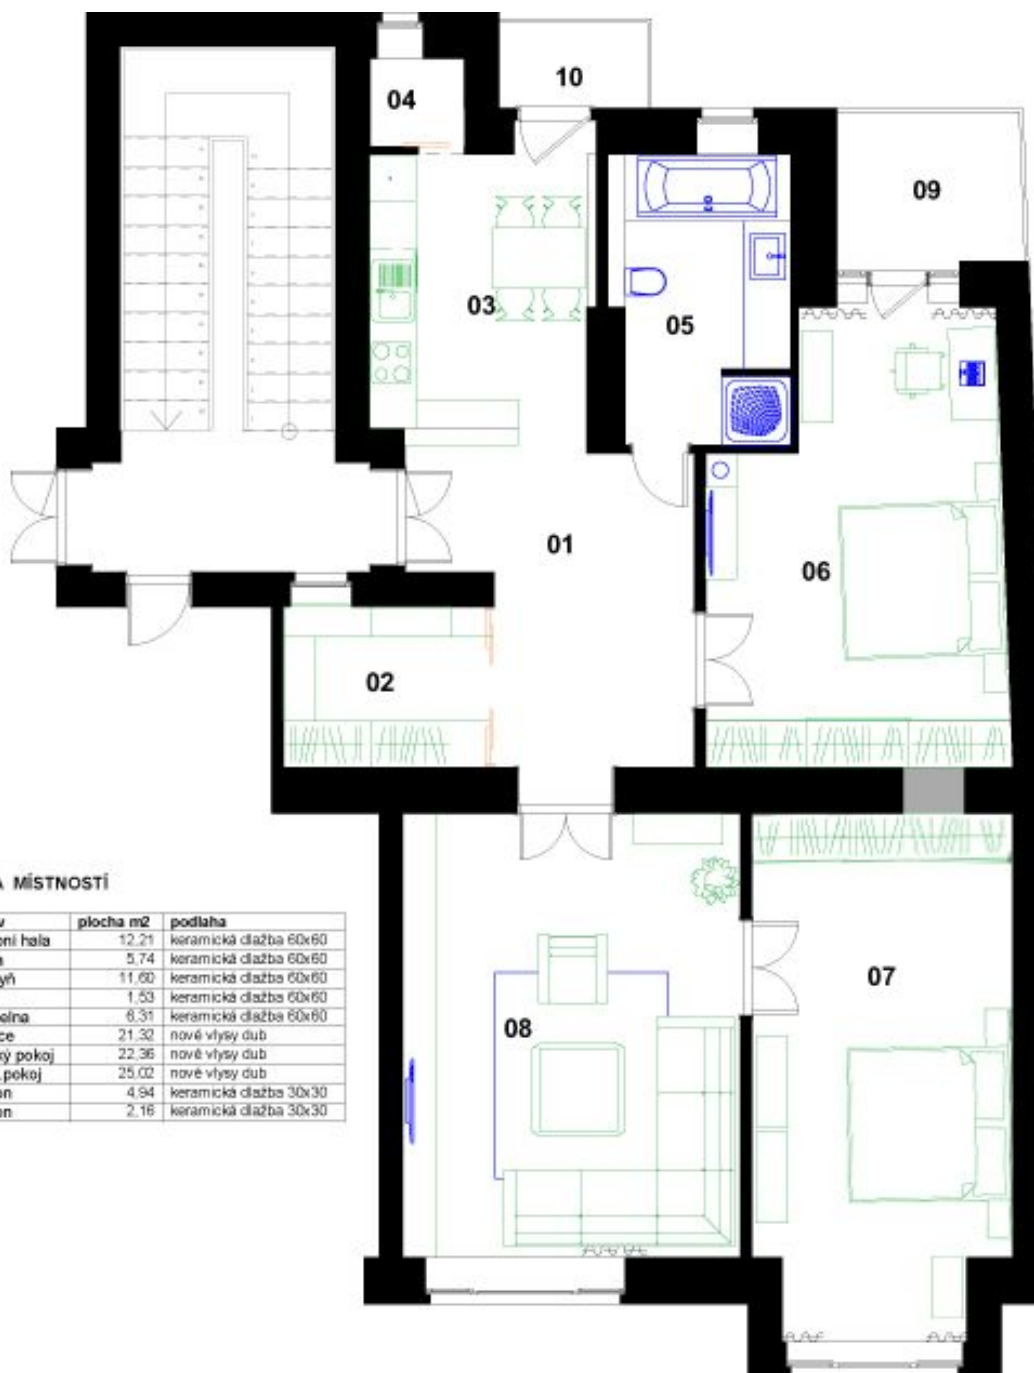 10
04
09
03
05
01
06
02
MÍSTNOSTÍ
plocha m2 podlaha
hala 12,21 keramická dlažba 60x60
5,74 keramická dlažba 60x60
11,60 keramická dlažba 60x60
1,53 keramická dlažba 60x60
6,31 keramická dlažba 60x60
21,32 nové vlysy dub
pokoj 22,36 nové vlysy dub
pokoj 25,02 nové vlysy dub
4,94 keramická dlažba 30x30
2,16 keramická dlažba 30x30
07
08